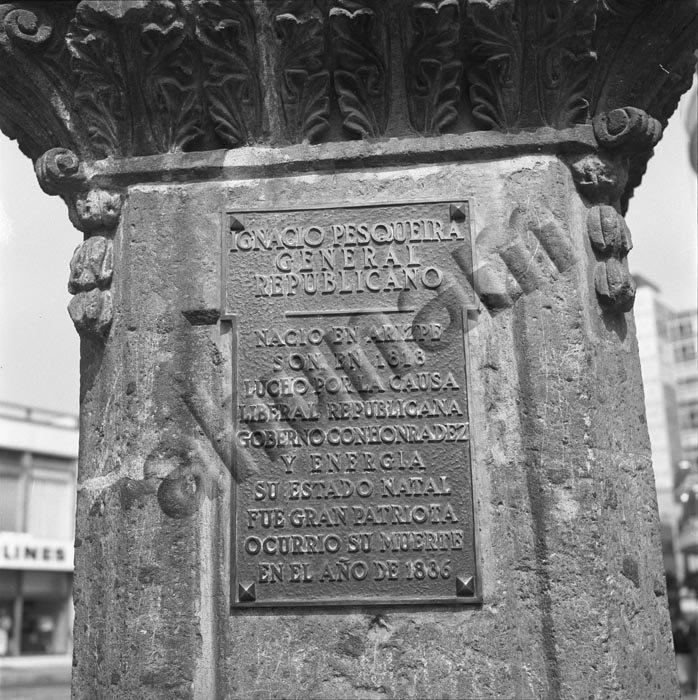 IGNACIO PESQUEIRA
GENERAL
REPUBLICANO
NACIO EN ARIZPE
SON. EN 1818
LUCHO POR LA CAUSA
LIBERAL REPUBLICANA
GOBERNO CON HONRADEZ
Y ENERGIA
SU ESTADO NATAL
FUE GRAN PATRIOTA
OCURRIO SU MUERTE
EN EL AÑO DE 1886
LINES